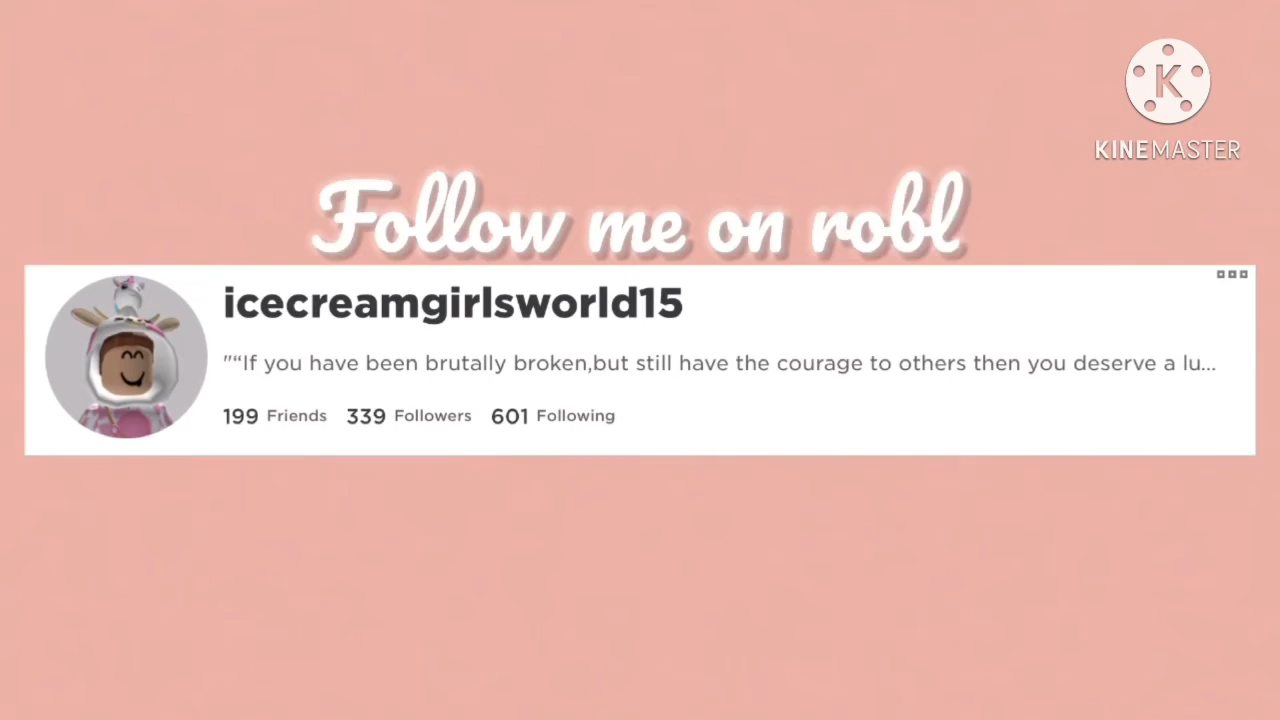 K
KINEMASTER
Follow me on robl
icecreamgirlsworld15
"“If you have been brutally broken,but still have the courage to others then you deserve a lu...
199 Friends 339 Followers 601 Following